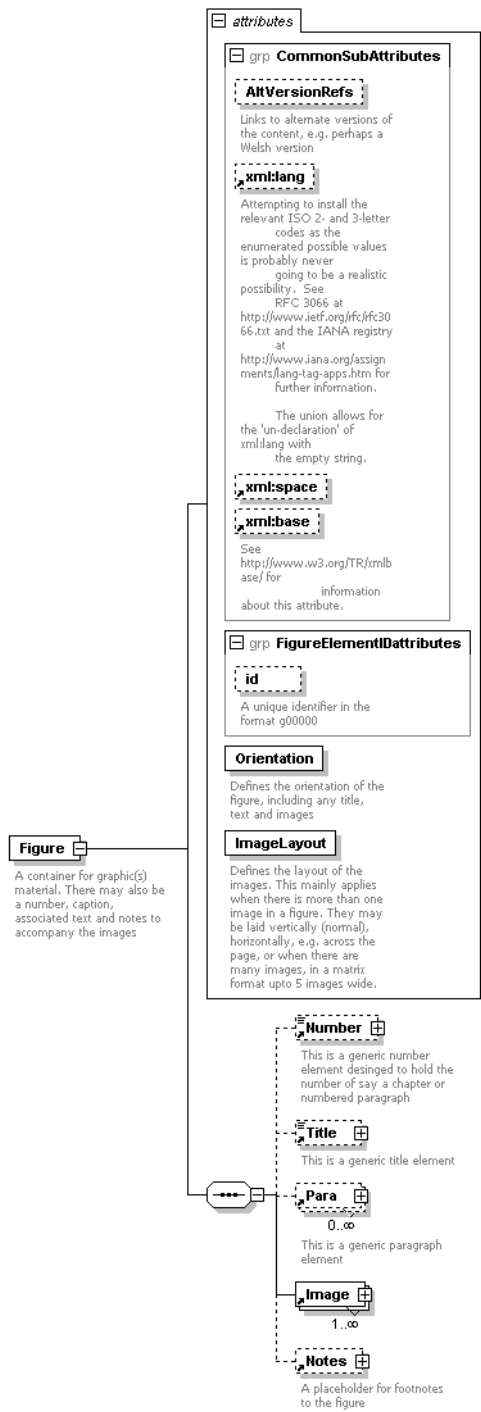 attributes
grp CommonSubAttributes
AltVersionRefs
Links to alternate versions of
the content, e.g. perhaps a
Welsh version
xml:lang
Attempting to install the
relevant ISO 2- and 3-letter
codes as the
enumerated possible values
is probably never
going to be a realistic
possibility. See
RFC 3066 at
http://www.ietf.org/rfc/rfc30
66.txt and the IANA registry
at
http://www.iana.org/assign
ments/lang-tag-apps.htm for
further information.
The union allows for
the 'un-declaration' of
xml:lang with
the empty string.
xml:space
xml:base
See
http://www.w3.org/TR/xmlb
ase/ for
information
about this attribute.
grp FigureElementIDattributes
id
A unique identifier in the
format g00000
Orientation
Defines the orientation of the
figure, including any title,
text and images
ImageLayout
Defines the layout of the
images. This mainly applies
when there is more than one
image in a figure. They may
be laid vertically (normal),
horizontally, e.g. across the
page, or when there are
many images, in a matrix
format upto 5 images wide.
Figure
A container for graphic(s)
material. There may also be
a number, caption,
associated text and notes to
accompany the images
Number
This is a generic number
element desinged to hold the
number of say a chapter or
numbered paragraph
Title
This is a generic title element
Para
0..∞
This is a generic paragraph
element
Image
1..∞
Notes
A placeholder for footnotes
to the figure